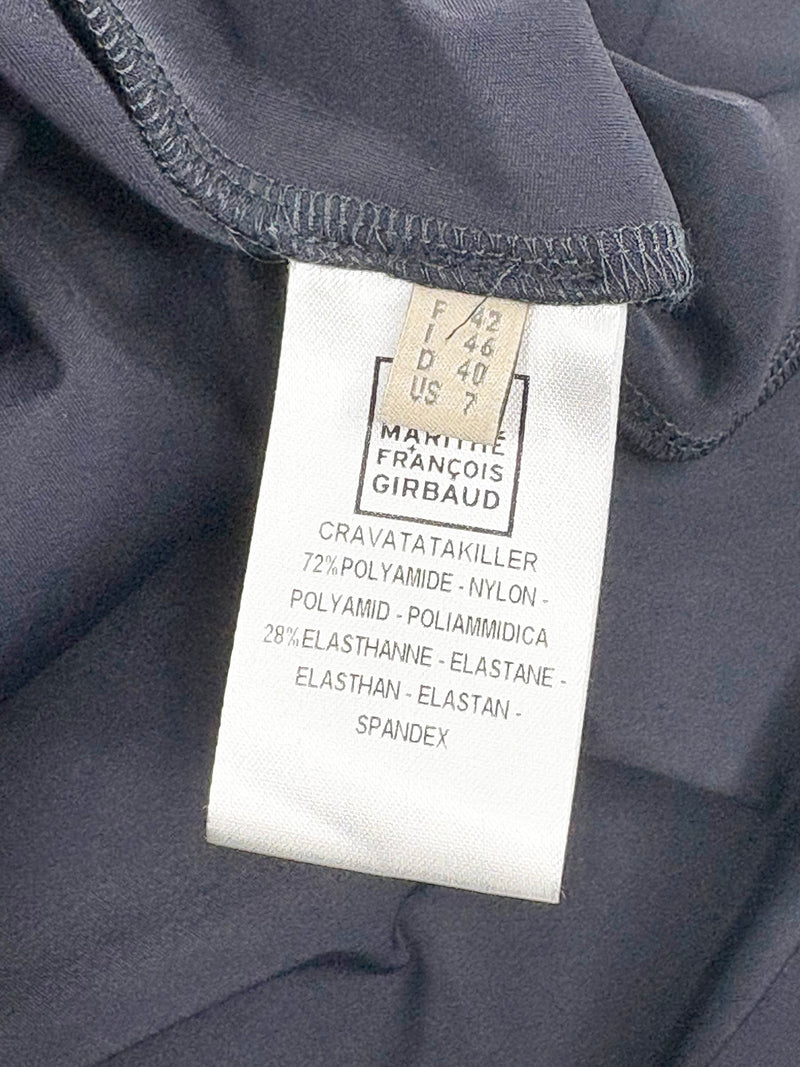 F 42
I 46
D 40
US 7
MARITHÉ
+
FRANÇOIS
GIRBAUD
CRAVATATAKILLER
72%POLYAMIDE - NYLON -
POLYAMID - POLIAMMIDICA
28%ELASTHANNE - ELASTANE -
ELASTHAN - ELASTAN -
SPANDEX